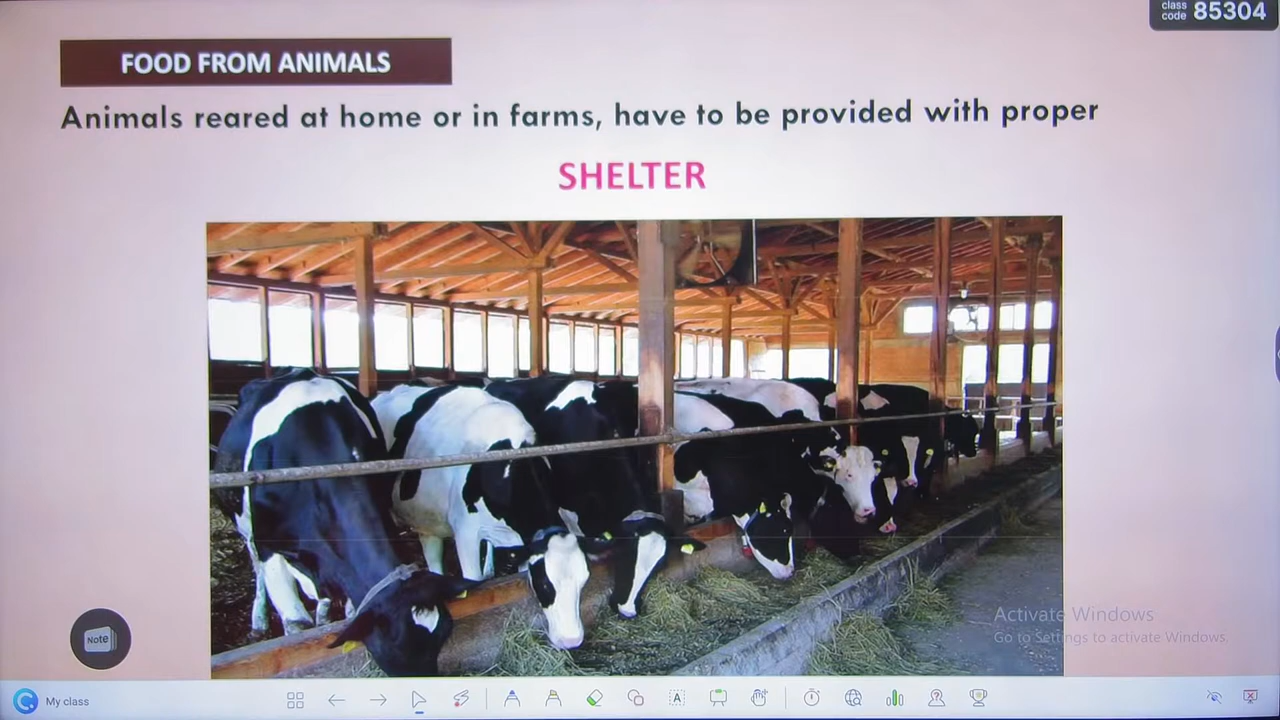 class
code 85304
FOOD FROM ANIMALS
Animals reared at home or in farms, have to be provided with proper
SHELTER
Note
Activate Windows
Go to Settings to activate Windows.
My class
A